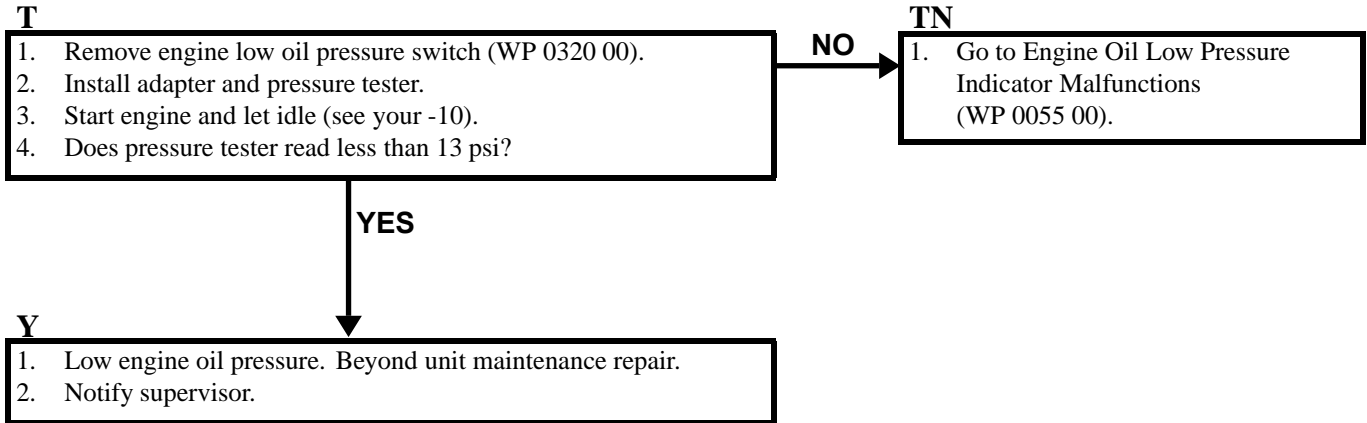 T
1. Remove engine low oil pressure switch (WP 0320 00).
2. Install adapter and pressure tester.
3. Start engine and let idle (see your -10).
4. Does pressure tester read less than 13 psi?
NO
TN
1. Go to Engine Oil Low Pressure
Indicator Malfunctions
(WP 0055 00).
YES
Y
1. Low engine oil pressure. Beyond unit maintenance repair.
2. Notify supervisor.